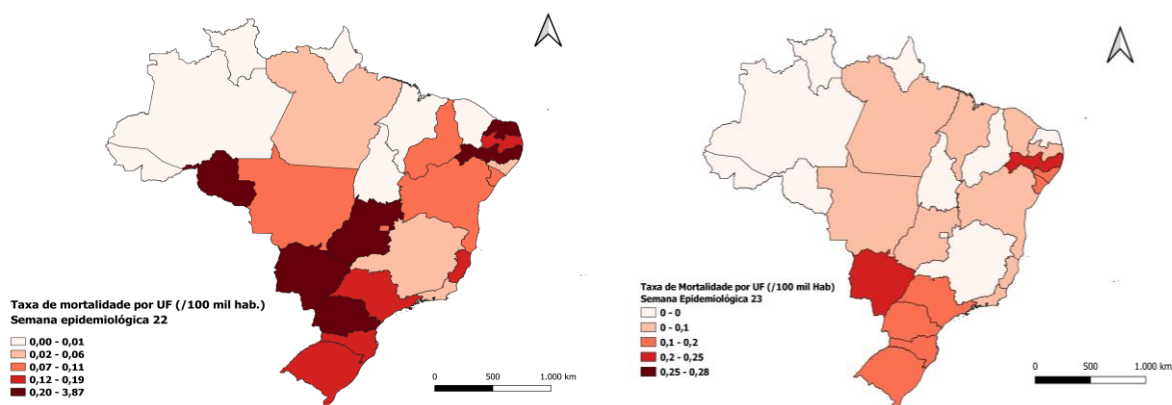 Taxa de mortalidade por UF (/100 mil hab.)
Semana epidemiológica 22
0,00 - 0,01
0,02 - 0,06
0,07 - 0,11
0,12 - 0,19
0,20 - 3,87
0 500 1.000 km
Taxa de Mortalidade por UF (/100 mil Hab)
Semana Epidemiológica 23
0 - 0
0 - 0,1
0,1 - 0,2
0,2 - 0,25
0,25 - 0,28
0 500 1.000 km